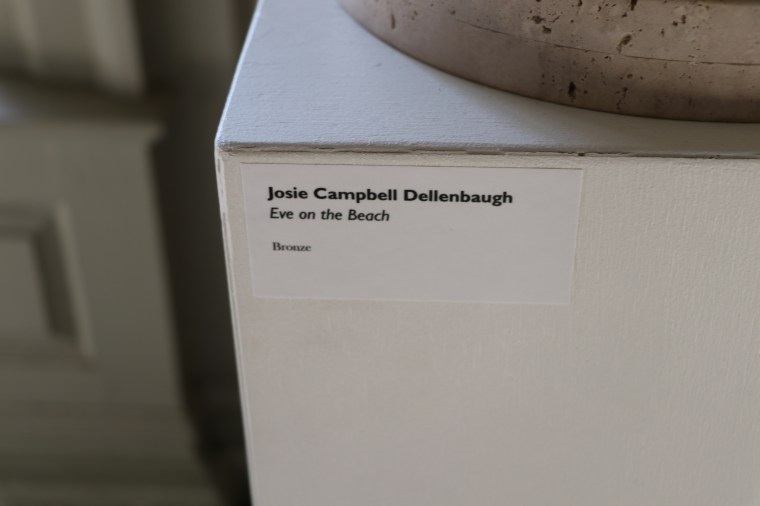 Josie Campbell Dellenbaugh
Eve on the Beach
Bronze